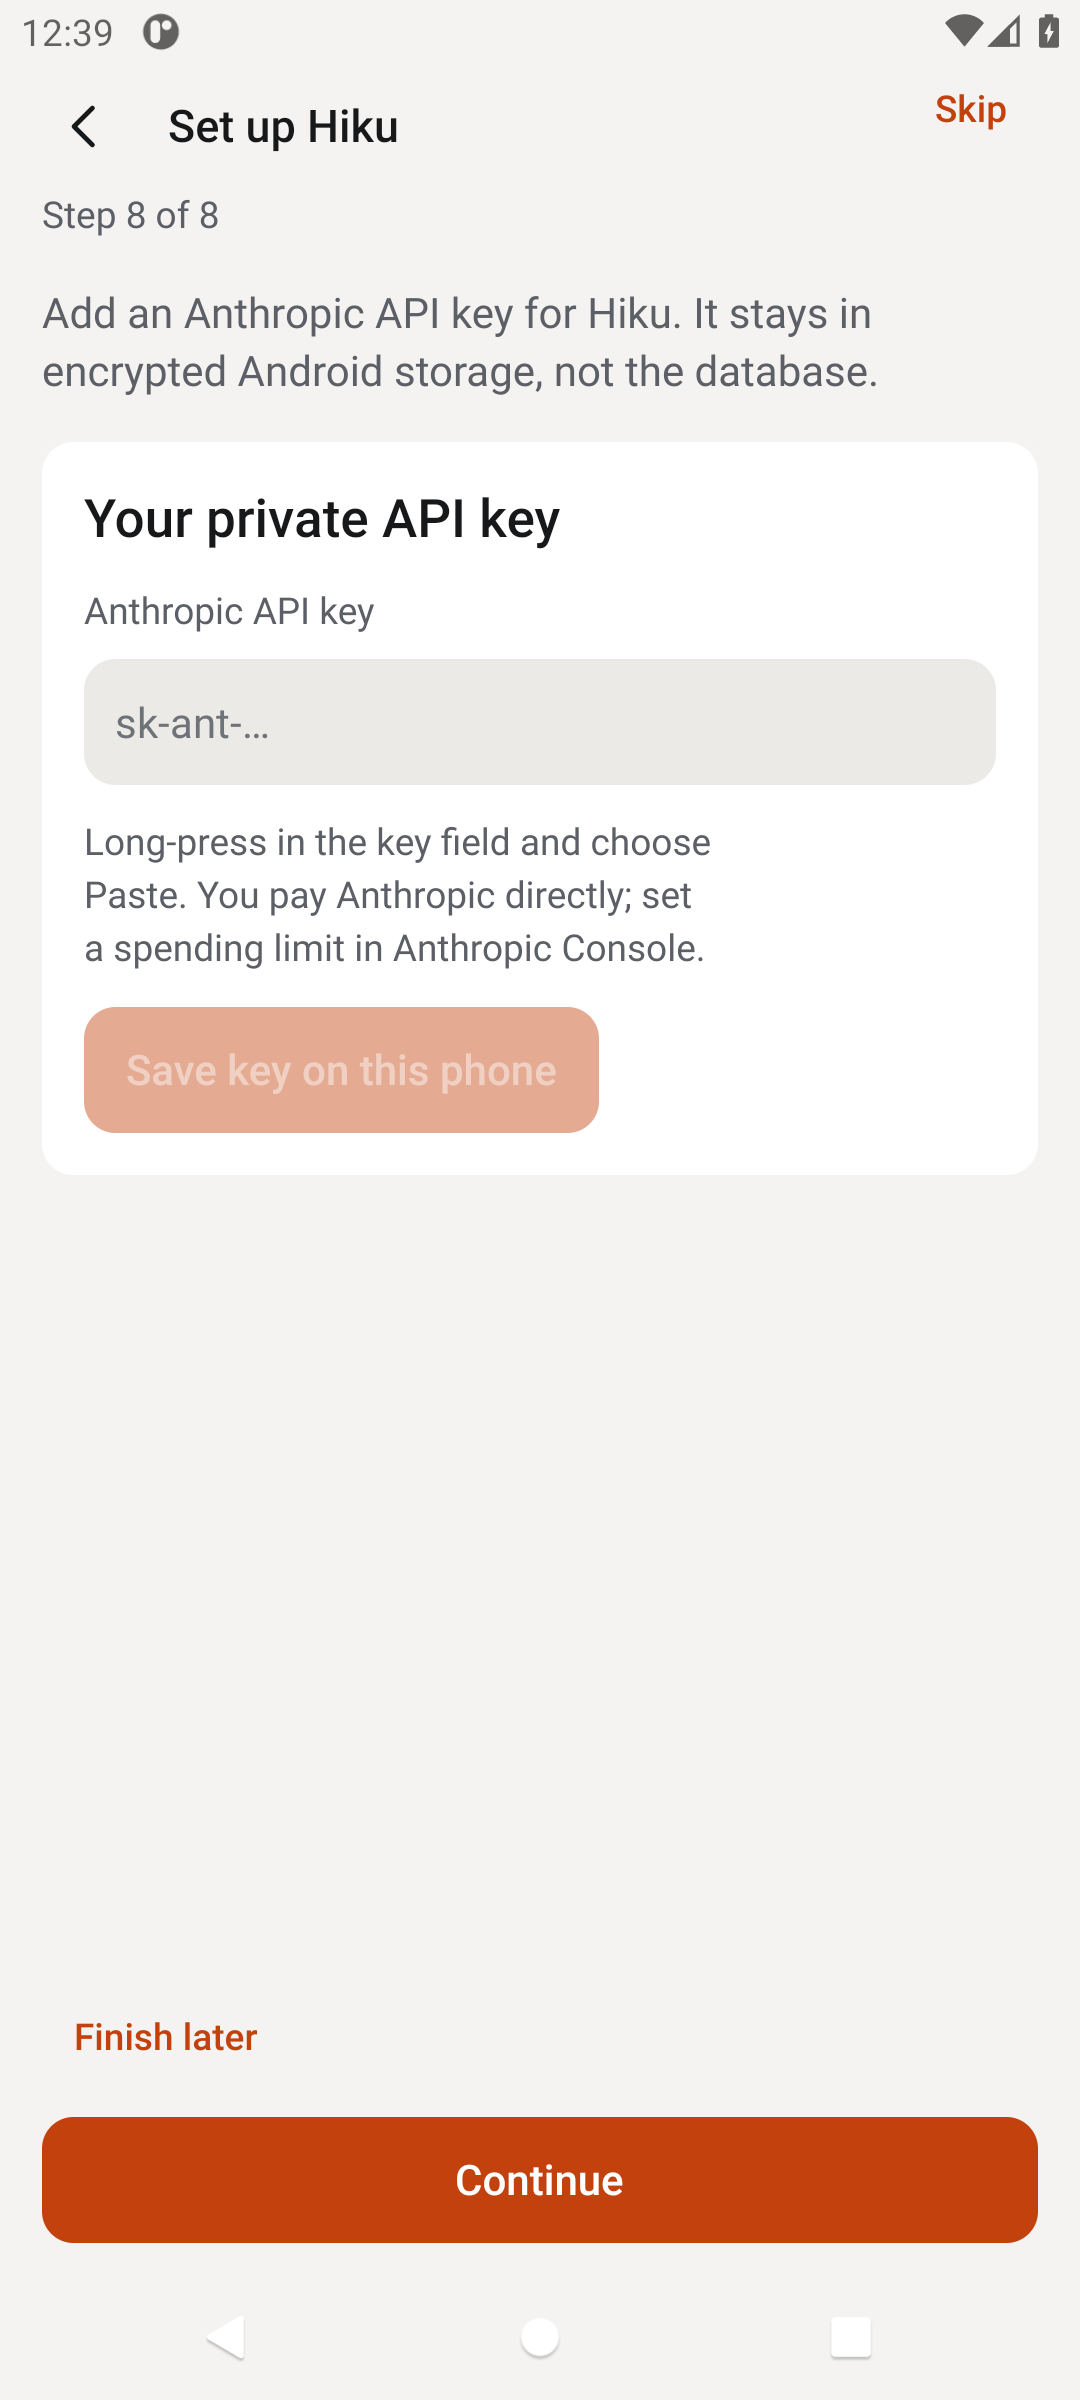 12:39
Set up Hiku
Skip
Step 8 of 8
Add an Anthropic API key for Hiku. It stays in
encrypted Android storage, not the database.
Your private API key
Anthropic API key
sk-ant-…
Long-press in the key field and choose
Paste. You pay Anthropic directly; set
a spending limit in Anthropic Console.
Save key on this phone
Finish later
Continue